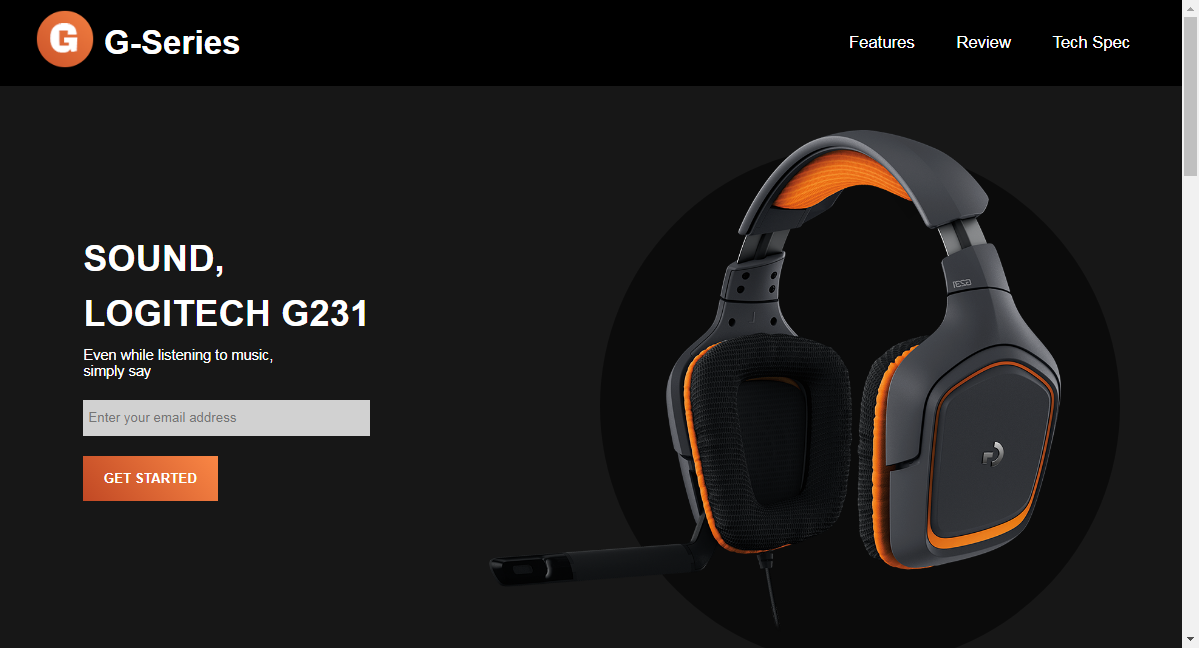 G G-Series
Features Review Tech Spec
SOUND,
LOGITECH G231
Even while listening to music,
simply say
Enter your email address
GET STARTED
G231